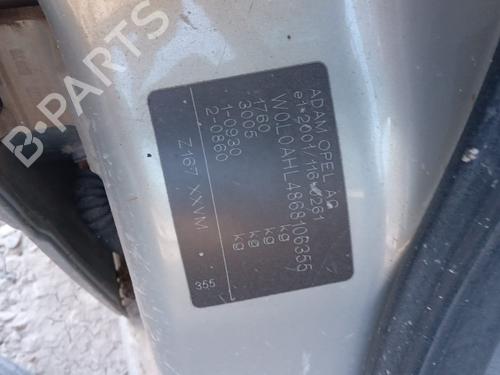 ADAM OPEL AG
e1*2001/116*0261
W0L0AHL4868106355
1760 kg
3005 kg
1-0930 kg
2-0860 kg
Z167 XXVM
355
B-PARTS